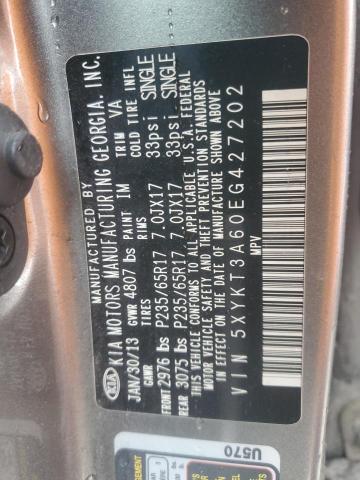 MANUFACTURED BY
KIA KIA MOTORS MANUFACTURING GEORGIA. INC.
JAN/30/13 PAINT IM TRIM VA
GVWR 4807 lbs
GAWR TIRES RIMS COLD TIRE INFL
FRONT 2976 lbs P235/65R17 7.0JX17 33psi SINGLE
REAR 3075 lbs P235/65R17 7.0JX17 33psi SINGLE
THIS VEHICLE CONFORMS TO ALL APPLICABLE U.S.A. FEDERAL
MOTOR VEHICLE SAFETY AND THEFT PREVENTION STANDARDS
IN EFFECT ON THE DATE OF MANUFACTURE SHOWN ABOVE.
VIN 5XYKT3A60EG427202
MPV
U570